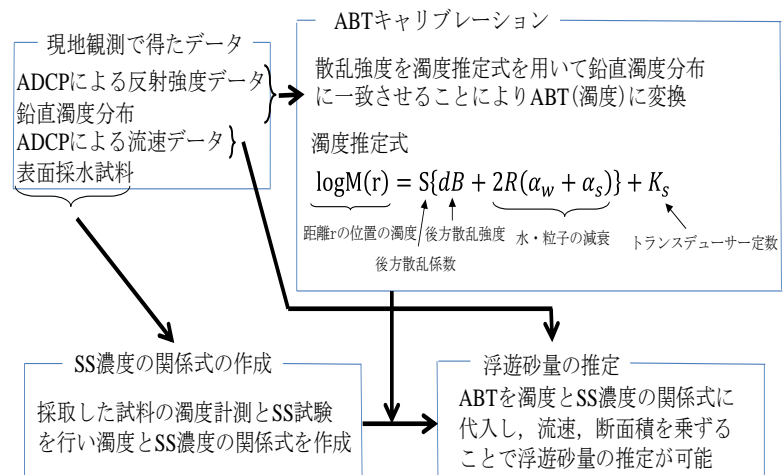 現地観測で得たデータ
ADCPによる反射強度データ
鉛直濁度分布
ADCPによる流速データ
表面採水試料
ABTキャリブレーション
散乱強度を濁度推定式を用いて鉛直濁度分布
に一致させることによりABT(濁度)に変換
濁度推定式
logM(r) = S{dB + 2R(α_w + α_s)} + K_s
距離rの位置の濁度
後方散乱強度
水・粒子の減衰
トランスデューサー定数
後方散乱係数
SS濃度の関係式の作成
採取した試料の濁度計測とSS試験
を行い濁度とSS濃度の関係式を作成
浮遊砂量の推定
ABTを濁度とSS濃度の関係式に
代入し，流速，断面積を乗ずる
ことで浮遊砂量の推定が可能